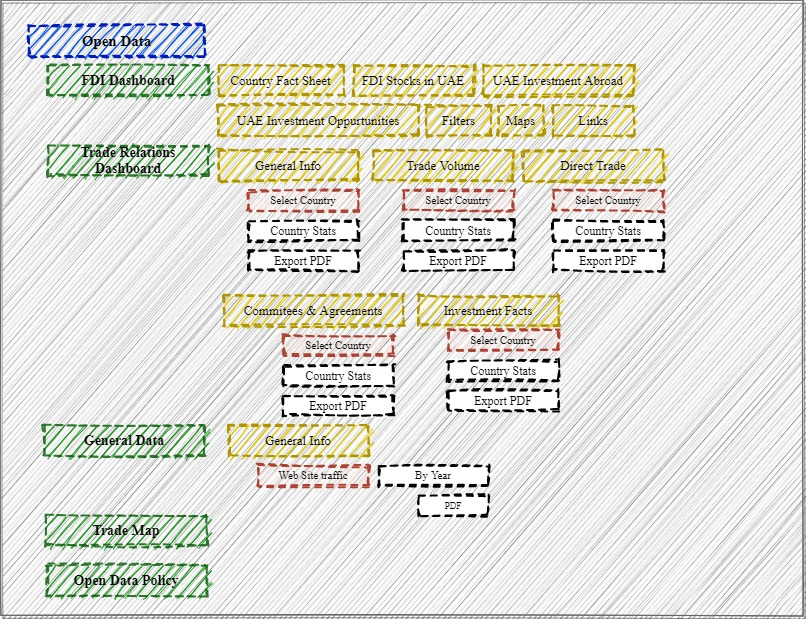 Open Data
FDI Dashboard
Country Fact Sheet
FDI Stocks in UAE
UAE Investment Abroad
UAE Investment Oppurtunities
Filters
Maps
Links
Trade Relations
Dashboard
General Info
Trade Volume
Direct Trade
Select Country
Select Country
Select Country
Country Stats
Country Stats
Country Stats
Export PDF
Export PDF
Export PDF
Commitees & Agreements
Investment Facts
Select Country
Select Country
Country Stats
Country Stats
Export PDF
Export PDF
General Data
General Info
Web Site traffic
By Year
PDF
Trade Map
Open Data Policy